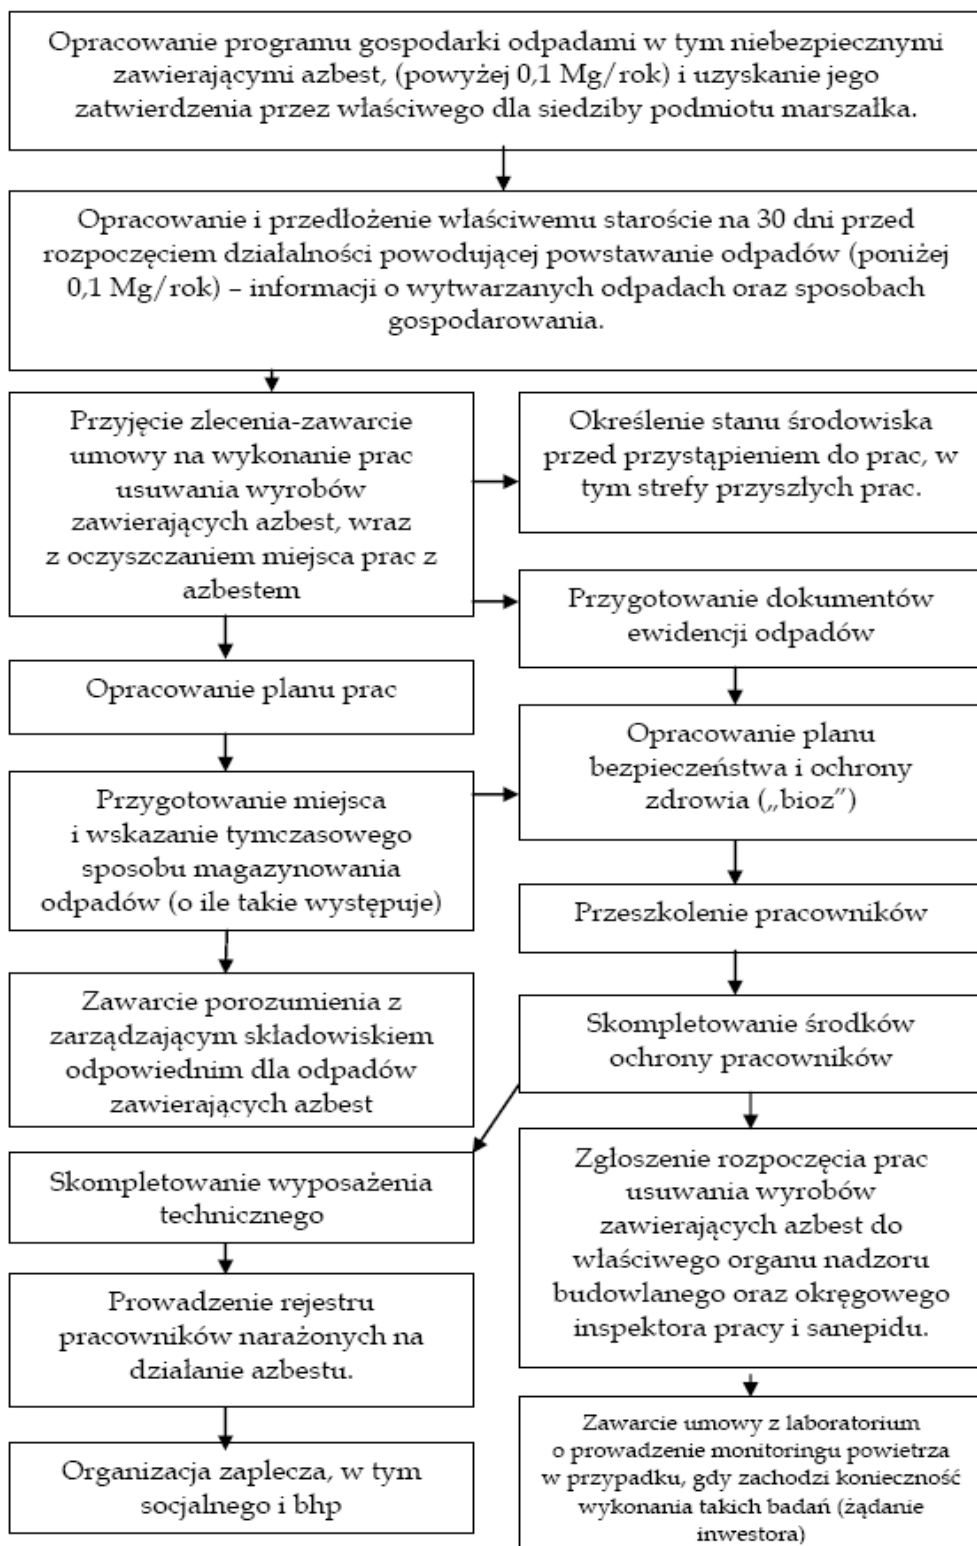 Opracowanie programu gospodarki odpadami w tym niebezpiecznymi
zawierającymi azbest, (powyżej 0,1 Mg/rok) i uzyskanie jego
zatwierdzenia przez właściwego dla siedziby podmiotu marszałka.
Opracowanie i przedłożenie właściwemu staroście na 30 dni przed
rozpoczęciem działalności powodującej powstawanie odpadów (poniżej
0,1 Mg/rok) – informacji o wytwarzanych odpadach oraz sposobach
gospodarowania.
Przyjęcie zlecenia-zawarcie
umowy na wykonanie prac
usuwania wyrobów
zawierających azbest, wraz
z oczyszczaniem miejsca prac z
azbestem
Określenie stanu środowiska
przed przystąpieniem do prac, w
tym strefy przyszłych prac.
Przygotowanie dokumentów
ewidencji odpadów
Opracowanie planu prac
Opracowanie planu
bezpieczeństwa i ochrony
zdrowia („bioz”)
Przygotowanie miejsca
i wskazanie tymczasowego
sposobu magazynowania
odpadów (o ile takie występuje)
Przeszkolenie pracowników
Zawarcie porozumienia z
zarządzającym składowiskiem
odpowiednim dla odpadów
zawierających azbest
Skompletowanie środków
ochrony pracowników
Skompletowanie wyposażenia
technicznego
Zgłoszenie rozpoczęcia prac
usuwania wyrobów
zawierających azbest do
właściwego organu nadzoru
budowlanego oraz okręgowego
inspektora pracy i sanepidu.
Prowadzenie rejestru
pracowników narażonych na
działanie azbestu.
Organizacja zaplecza, w tym
socjalnego i bhp
Zawarcie umowy z laboratorium
o prowadzenie monitoringu powietrza
w przypadku, gdy zachodzi konieczność
wykonania takich badań (żądanie
inwestora)